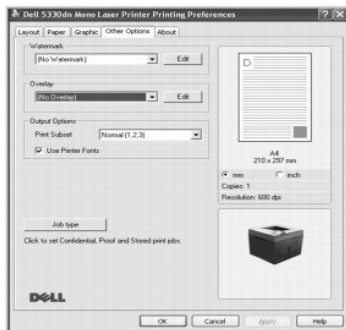 Dell 5330dn Mono Laser Printer Printing Preferences
Layout Paper Graphic Other Options About
Watermark
(No Watermark) Edit
Overlay
(No Overlay) Edit
Output Options
Print Subset Normal (1,2,3)
Use Printer Fonts
Job type
Click to set Confidential, Proof and Stored print jobs.
D
A4
210 x 297 mm
mm inch
Copies: 1
Resolution: 600 dpi
DELL
OK Cancel Apply Help